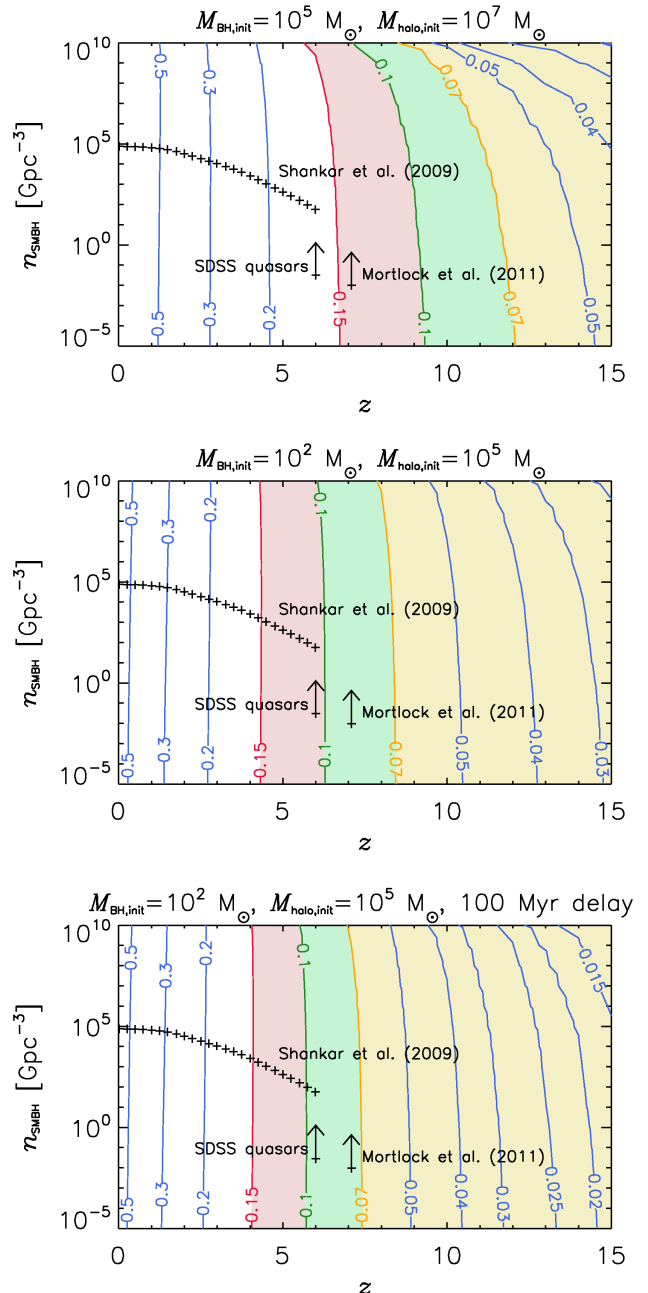 M_BH,init=10^5 M_⊙, M_halo,init=10^7 M_⊙
10^10
0.5
0.3
0.1
0.07
0.05
0.04
10^5
Shankar et al. (2009)
n_SMBH [Gpc^−3]
10^0
SDSS quasars
Mortlock et al. (2011)
10^−5
0.5
0.3
0.2
0.15
0.1
0.07
0.05
0 5 10 15
z
M_BH,init=10^2 M_⊙, M_halo,init=10^5 M_⊙
10^10
0.5
0.3
0.2
0.1
10^5
Shankar et al. (2009)
n_SMBH [Gpc^−3]
10^0
SDSS quasars
Mortlock et al. (2011)
10^−5
0.5
0.3
0.2
0.15
0.1
0.07
0.05
0.04
0.03
0 5 10 15
z
M_BH,init=10^2 M_⊙, M_halo,init=10^5 M_⊙, 100 Myr delay
10^10
0.5
0.3
0.2
0.1
0.015
10^5
Shankar et al. (2009)
n_SMBH [Gpc^−3]
10^0
SDSS quasars
Mortlock et al. (2011)
10^−5
0.5
0.3
0.2
0.15
0.1
0.07
0.05
0.04
0.03
0.025
0.02
0 5 10 15
z